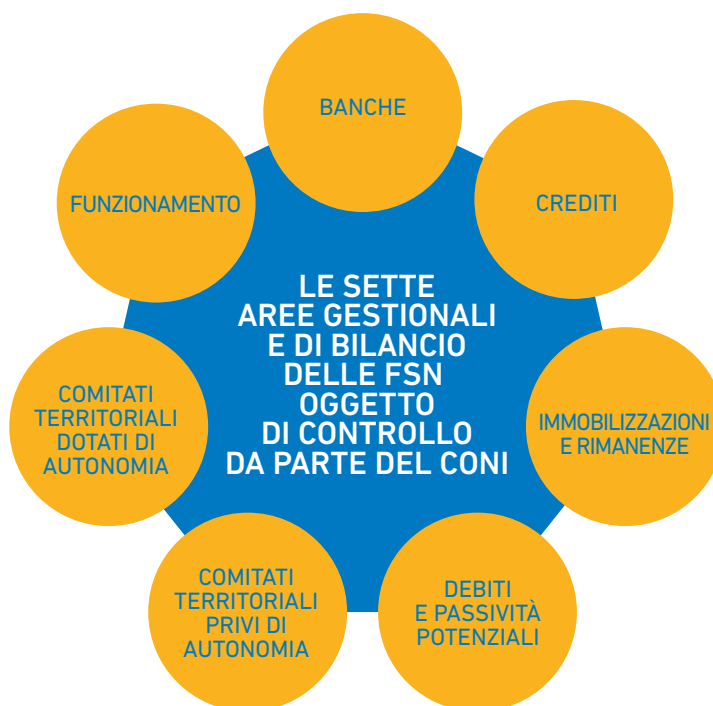 BANCHE
CREDITI
IMMOBILIZZAZIONI
E RIMANENZE
DEBITI
E PASSIVITÀ
POTENZIALI
COMITATI
TERRITORIALI
PRIVI DI
AUTONOMIA
COMITATI
TERRITORIALI
DOTATI DI
AUTONOMIA
FUNZIONAMENTO
LE SETTE
AREE GESTIONALI
E DI BILANCIO
DELLE FSN
OGGETTO
DI CONTROLLO
DA PARTE DEL CONI